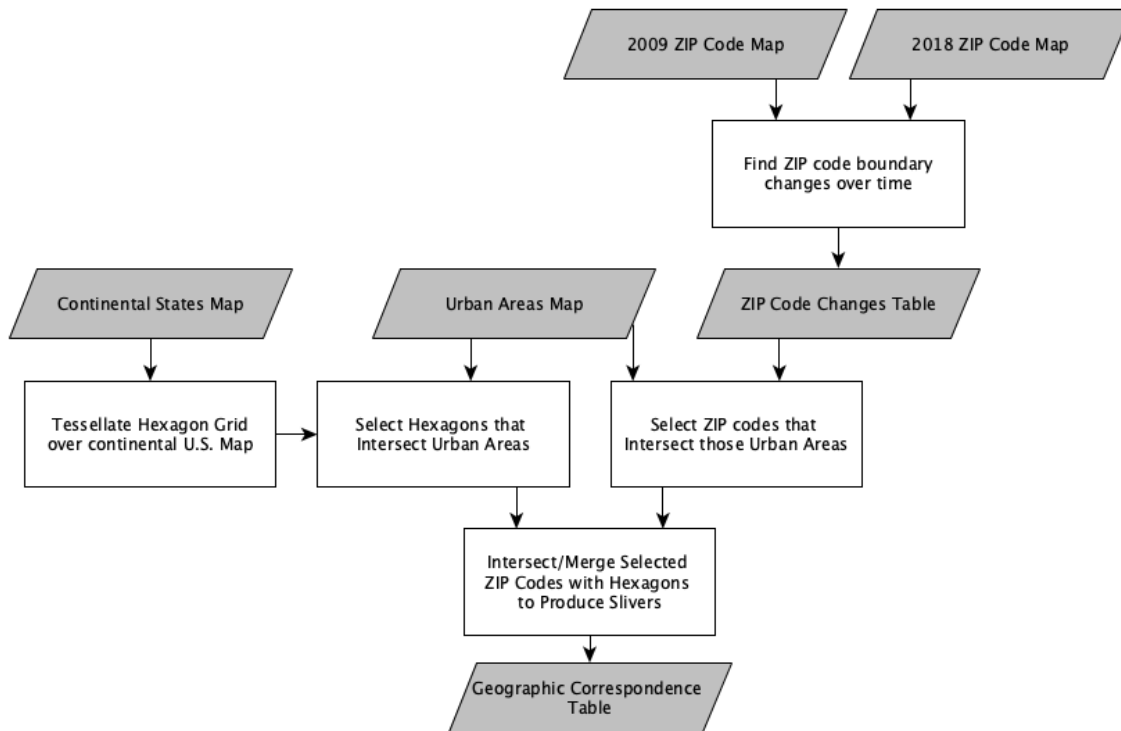 2009 ZIP Code Map
2018 ZIP Code Map
Find ZIP code boundary
changes over time
Continental States Map
Urban Areas Map
ZIP Code Changes Table
Tessellate Hexagon Grid
over continental U.S. Map
Select Hexagons that
Intersect Urban Areas
Select ZIP codes that
Intersect those Urban Areas
Intersect/Merge Selected
ZIP Codes with Hexagons
to Produce Slivers
Geographic Correspondence
Table